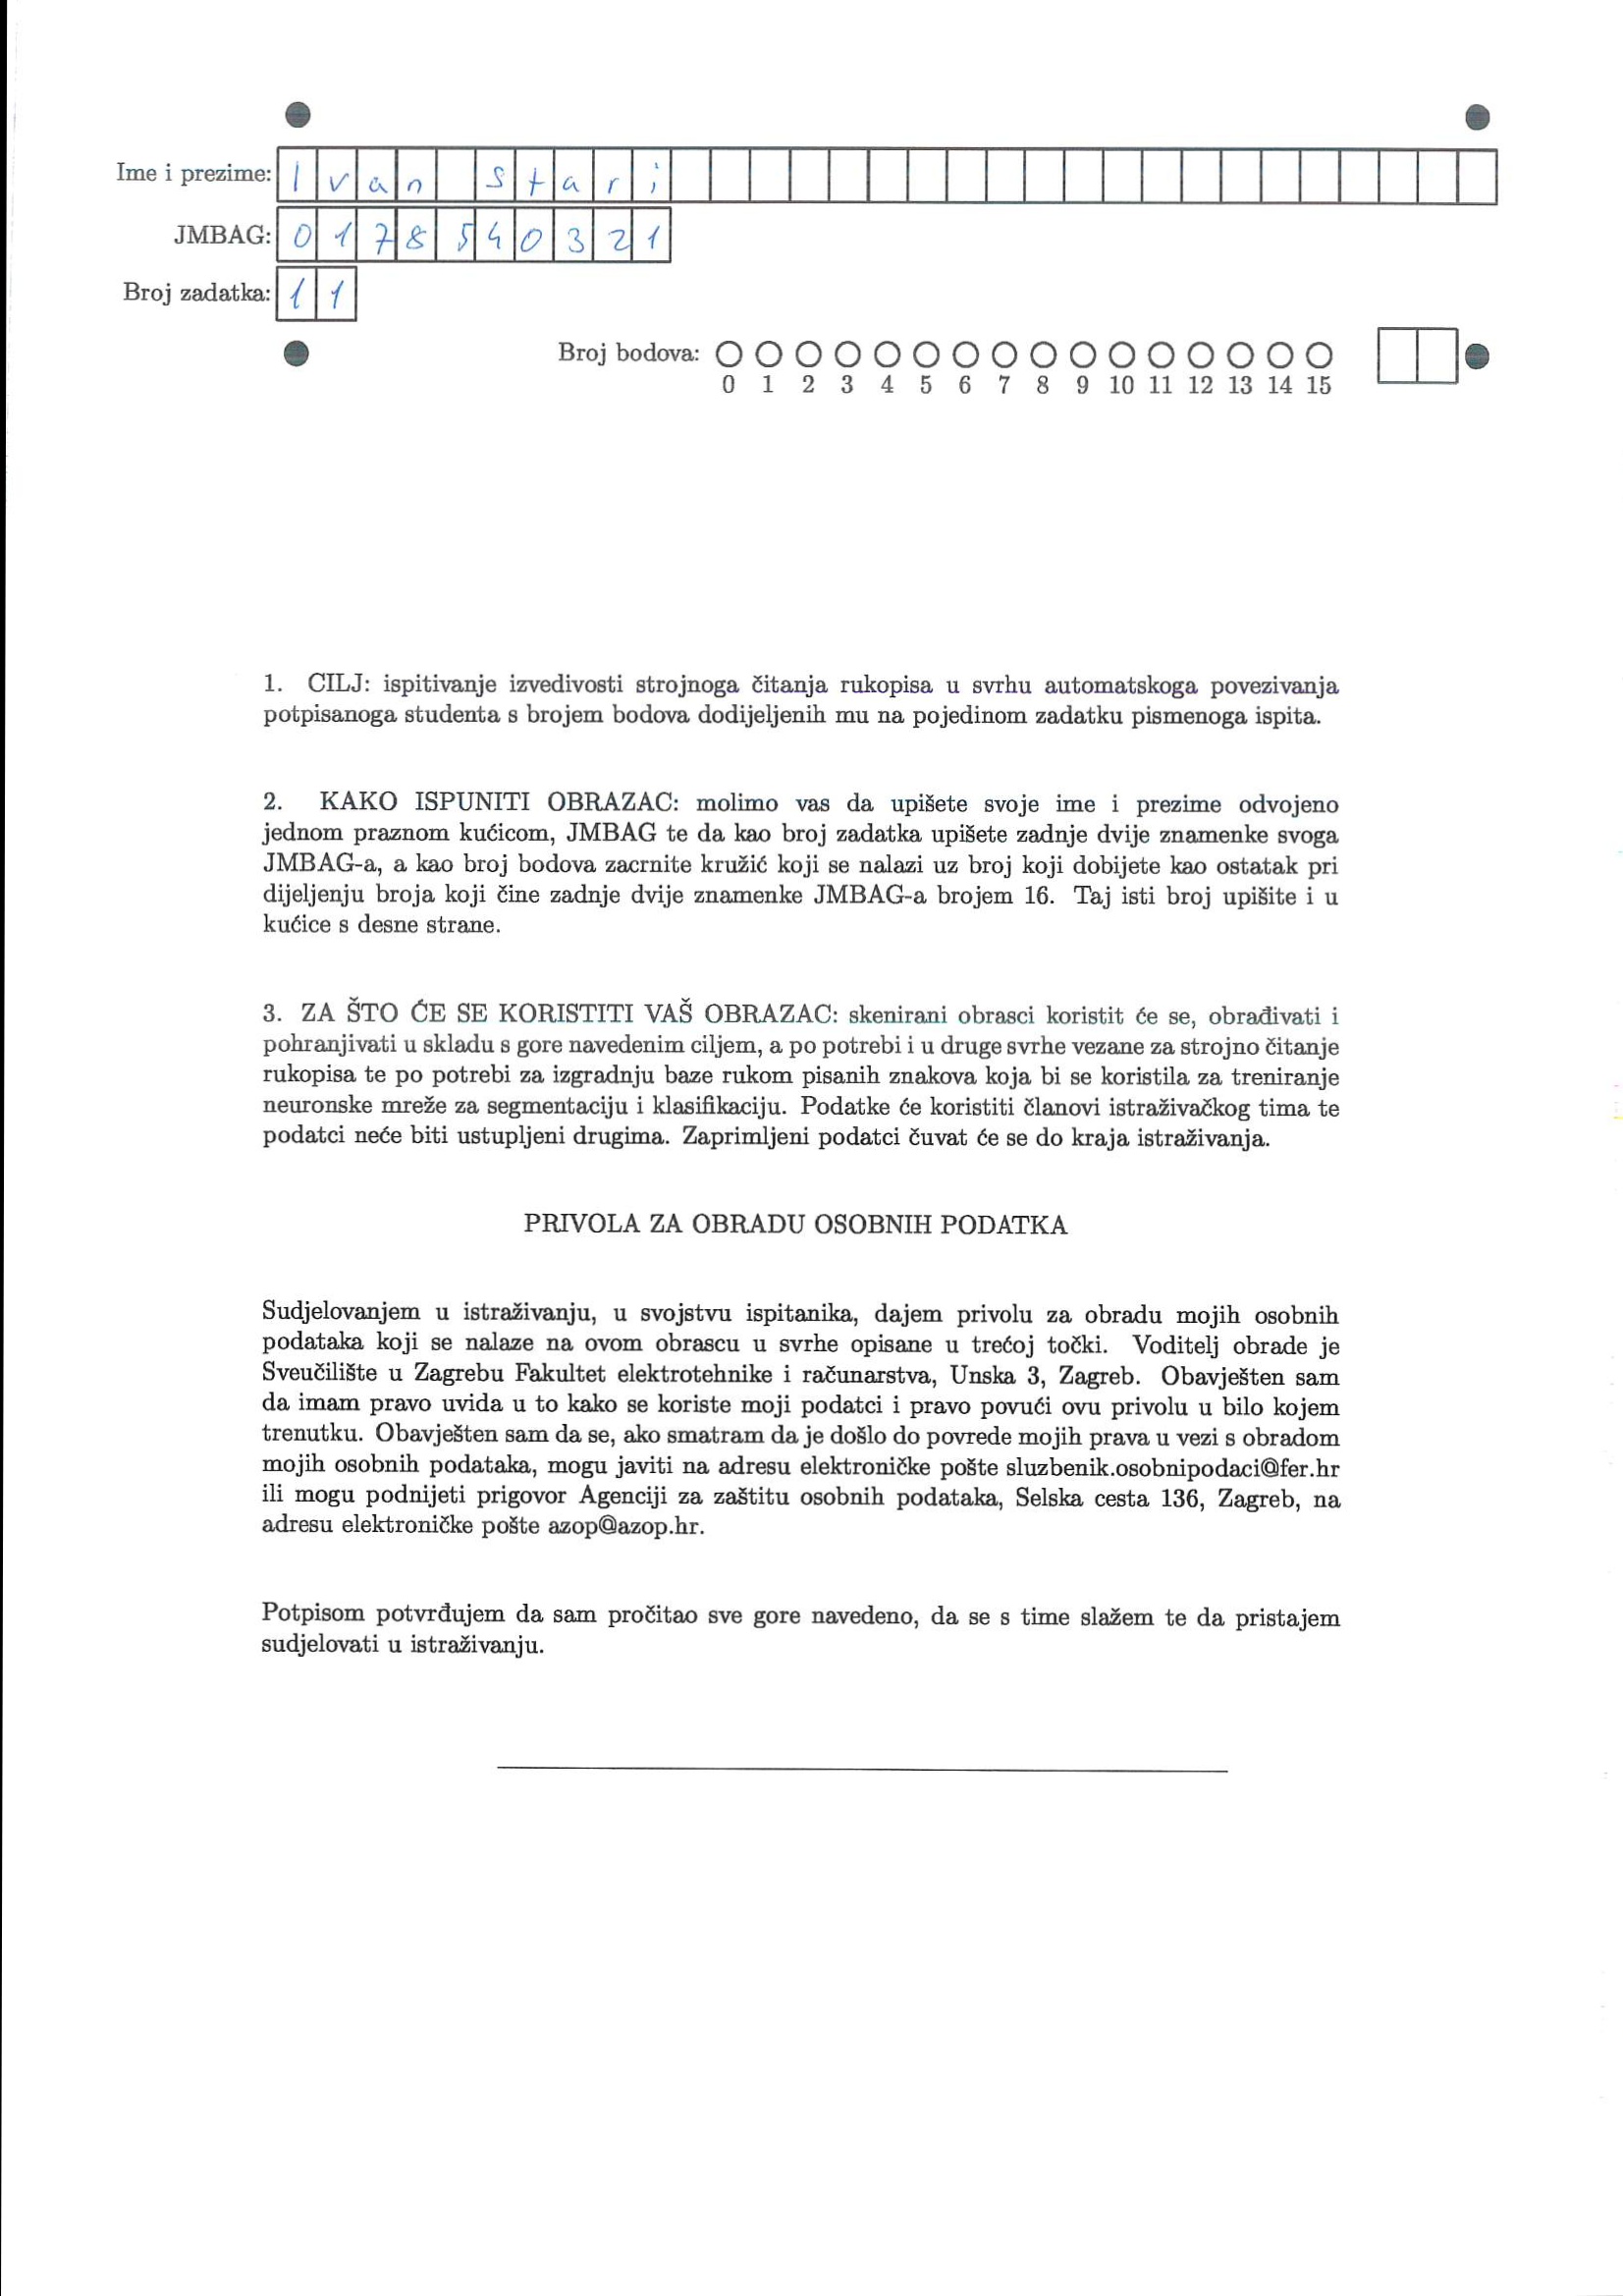 Ime i prezime: Ivan Stari
JMBAG: 0178540321
Broj zadatka: 11
Broj bodova:
0 1 2 3 4 5 6 7 8 9 10 11 12 13 14 15
1. CILJ: ispitivanje izvedivosti strojnoga čitanja rukopisa u svrhu automatskoga povezivanja
potpisanoga studenta s brojem bodova dodijeljenih mu na pojedinom zadatku pismenoga ispita.
2. KAKO ISPUNITI OBRAZAC: molimo vas da upišete svoje ime i prezime odvojeno
jednom praznom kućicom, JMBAG te da kao broj zadatka upišete zadnje dvije znamenke svoga
JMBAG-a, a kao broj bodova zacrnite kružić koji se nalazi uz broj koji dobijete kao ostatak pri
dijeljenju broja koji čine zadnje dvije znamenke JMBAG-a brojem 16. Taj isti broj upišite i u
kućice s desne strane.
3. ZA ŠTO ĆE SE KORISTITI VAŠ OBRAZAC: skenirani obrasci koristit će se, obrađivati i
pohranjivati u skladu s gore navedenim ciljem, a po potrebi i u druge svrhe vezane za strojno čitanje
rukopisa te po potrebi za izgradnju baze rukom pisanih znakova koja bi se koristila za treniranje
neuronske mreže za segmentaciju i klasifikaciju. Podatke će koristiti članovi istraživačkog tima te
podatci neće biti ustupljeni drugima. Zaprimljeni podatci čuvat će se do kraja istraživanja.
PRIVOLA ZA OBRADU OSOBNIH PODATKA
Sudjelovanjem u istraživanju, u svojstvu ispitanika, dajem privolu za obradu mojih osobnih
podataka koji se nalaze na ovom obrascu u svrhe opisane u trećoj točki. Voditelj obrade je
Sveučilište u Zagrebu Fakultet elektrotehnike i računarstva, Unska 3, Zagreb. Obavješten sam
da imam pravo uvida u to kako se koriste moji podatci i pravo povući ovu privolu u bilo kojem
trenutku. Obavješten sam da se, ako smatram da je došlo do povrede mojih prava u vezi s obradom
mojih osobnih podataka, mogu javiti na adresu elektroničke pošte sluzbenik.osobnipodaci@fer.hr
ili mogu podnijeti prigovor Agenciji za zaštitu osobnih podataka, Selska cesta 136, Zagreb, na
adresu elektroničke pošte azop@azop.hr.
Potpisom potvrđujem da sam pročitao sve gore navedeno, da se s time slažem te da pristajem
sudjelovati u istraživanju.